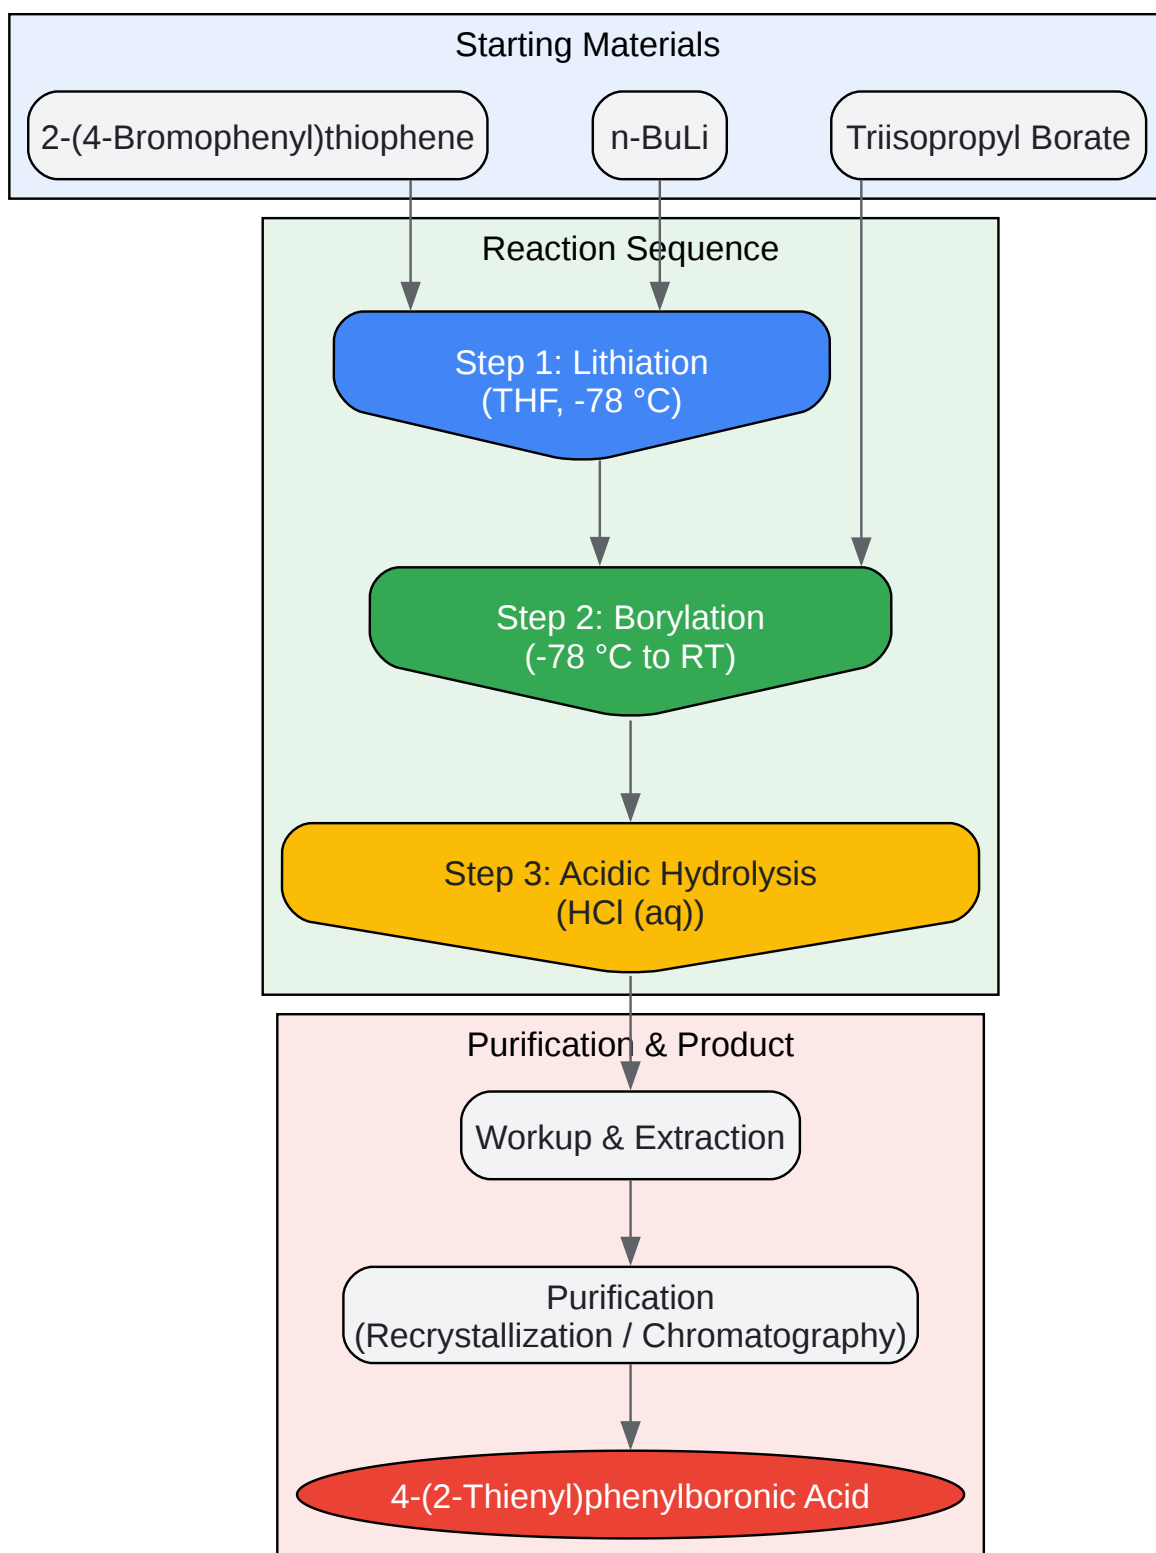 Starting Materials
2-(4-Bromophenyl)thiophene
n-BuLi
Triisopropyl Borate
Reaction Sequence
Step 1: Lithiation
(THF, -78 °C)
Step 2: Borylation
(-78 °C to RT)
Step 3: Acidic Hydrolysis
(HCl (aq))
Purification & Product
Workup & Extraction
Purification
(Recrystallization / Chromatography)
4-(2-Thienyl)phenylboronic Acid